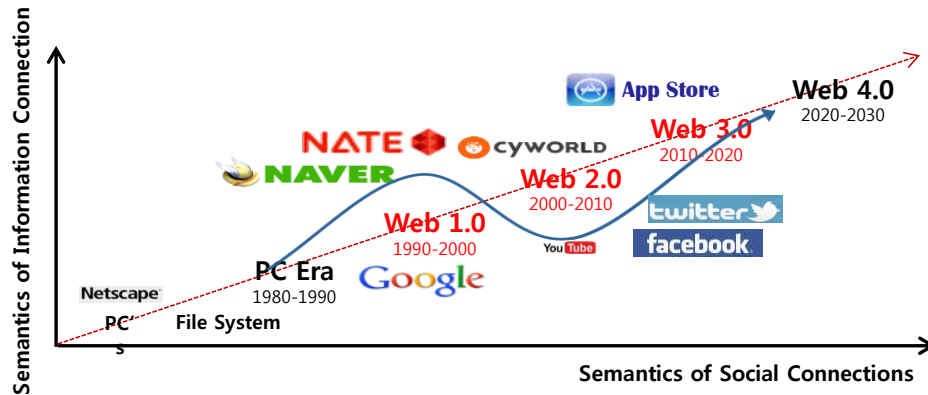 Semantics of Information Connection
App Store
Web 4.0
2020-2030
NATE
CYWORLD
Web 3.0
2010-2020
NAVER
Web 2.0
2000-2010
twitter
Web 1.0
1990-2000
YouTube
facebook.
PC Era
1980-1990
Google
Netscape®
PC'
s
File System
Semantics of Social Connections